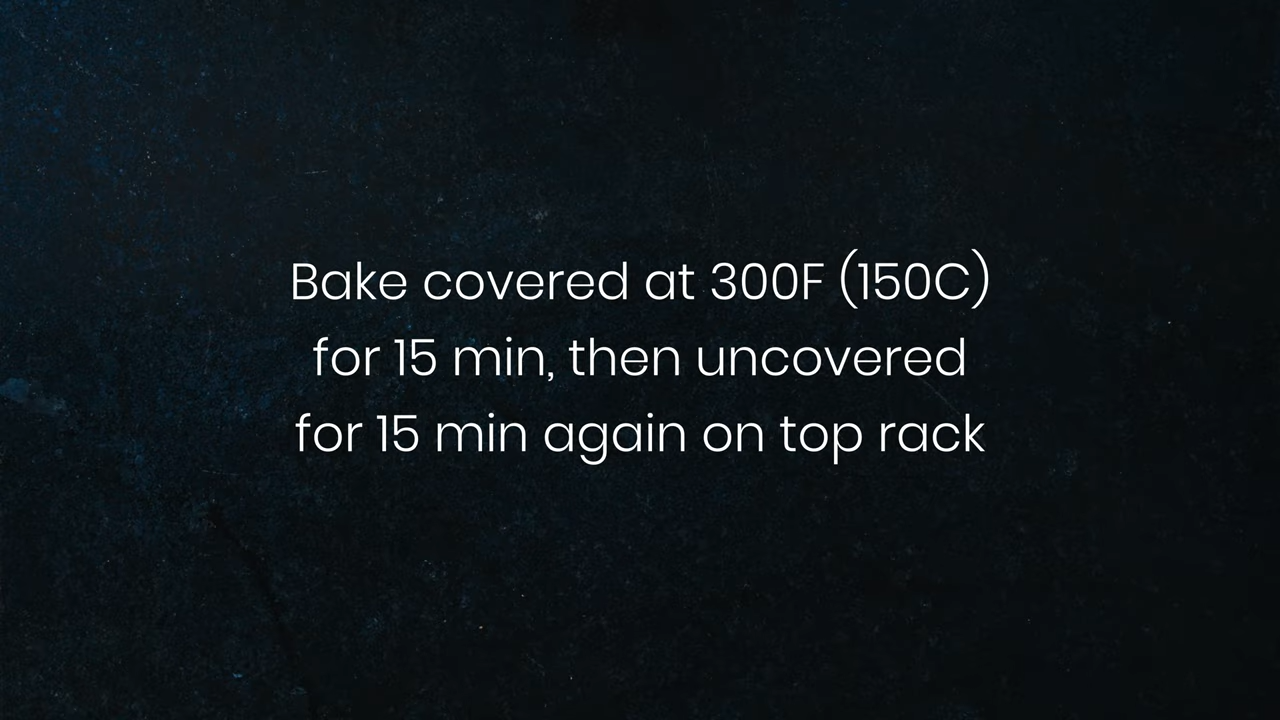 Bake covered at 300F (150C)
for 15 min, then uncovered
for 15 min again on top rack